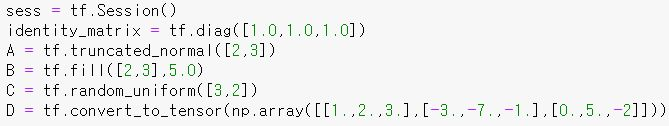 sess = tf.Session()
identity_matrix = tf.diag([1.0,1.0,1.0])
A = tf.truncated_normal([2,3])
B = tf.fill([2,3],5.0)
C = tf.random_uniform([3,2])
D = tf.convert_to_tensor(np.array([[1.,2.,3.],[-3.,-7.,-1.],[0.,5.,-2]]))